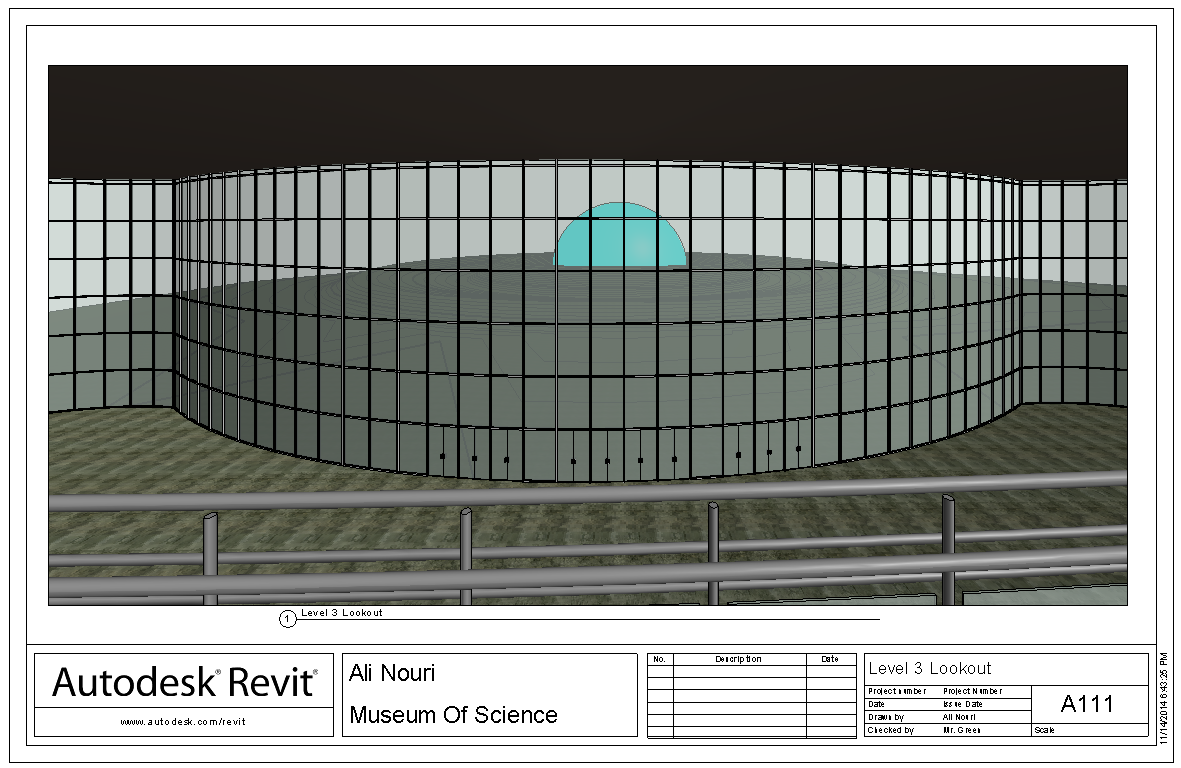 1 Level 3 Lookout
Autodesk® Revit®
www.autodesk.com/revit
Ali Nouri
Museum Of Science
No. Description Date
Level 3 Lookout
Project number Project Number
Date Issue Date
Drawn by Ali Nouri
Checked by Mr. Green
A111
Scale
11/14/2014 6:43:25 PM